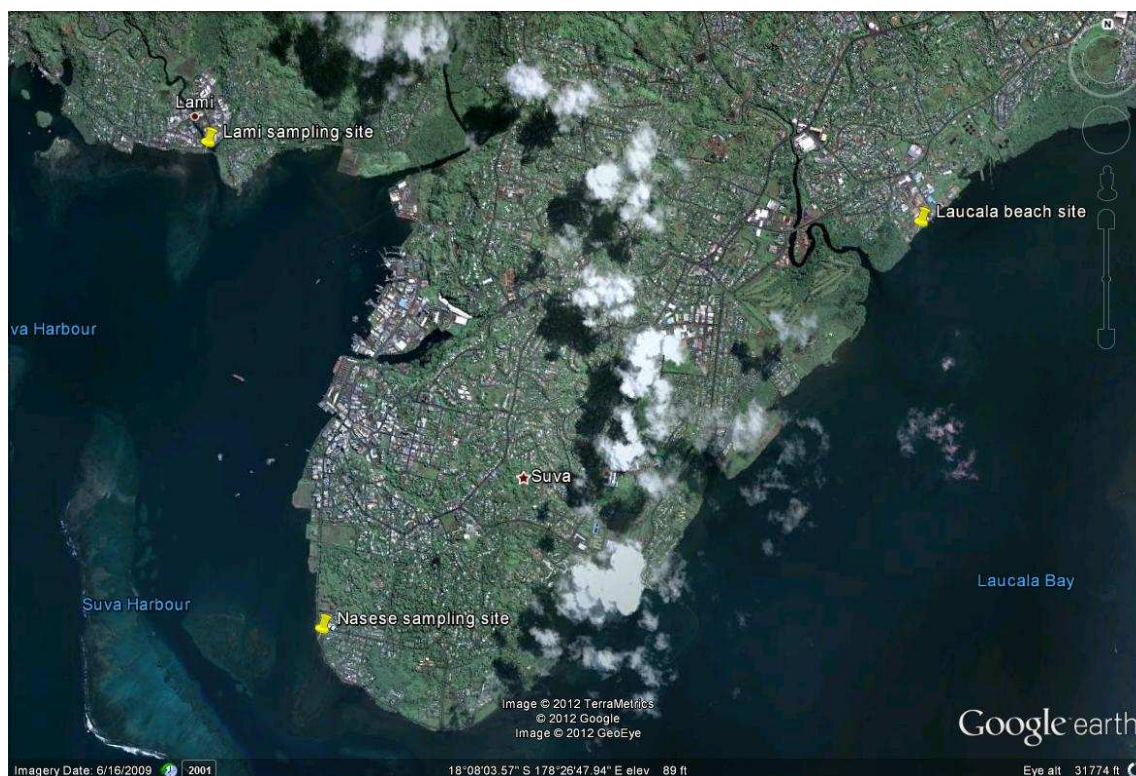 N
Lami
Lami sampling site
Laucala beach site
va Harbour
Suva
Laucala Bay
Suva Harbour
Nasese sampling site
Image © 2012 TerraMetrics
© 2012 Google
Image © 2012 GeoEye
Google earth
Imagery Date: 6/16/2009 2001 18°08'03.57" S 178°26'47.94" E elev 89 ft Eye alt 31774 ft